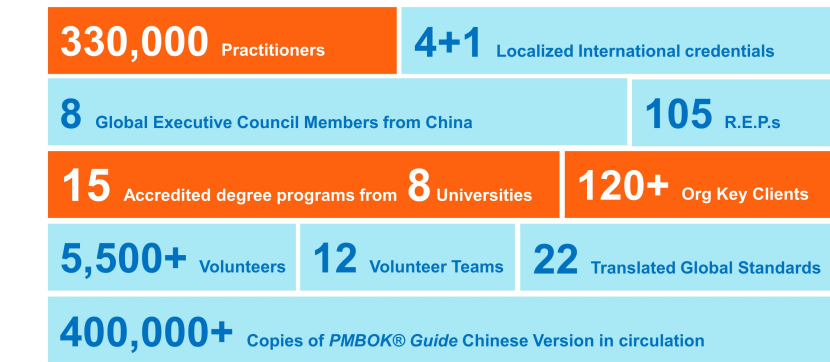 330,000 Practitioners
4+1 Localized International credentials
8 Global Executive Council Members from China
105 R.E.P.s
15 Accredited degree programs from 8 Universities
120+ Org Key Clients
5,500+ Volunteers
12 Volunteer Teams
22 Translated Global Standards
400,000+ Copies of PMBOK® Guide Chinese Version in circulation